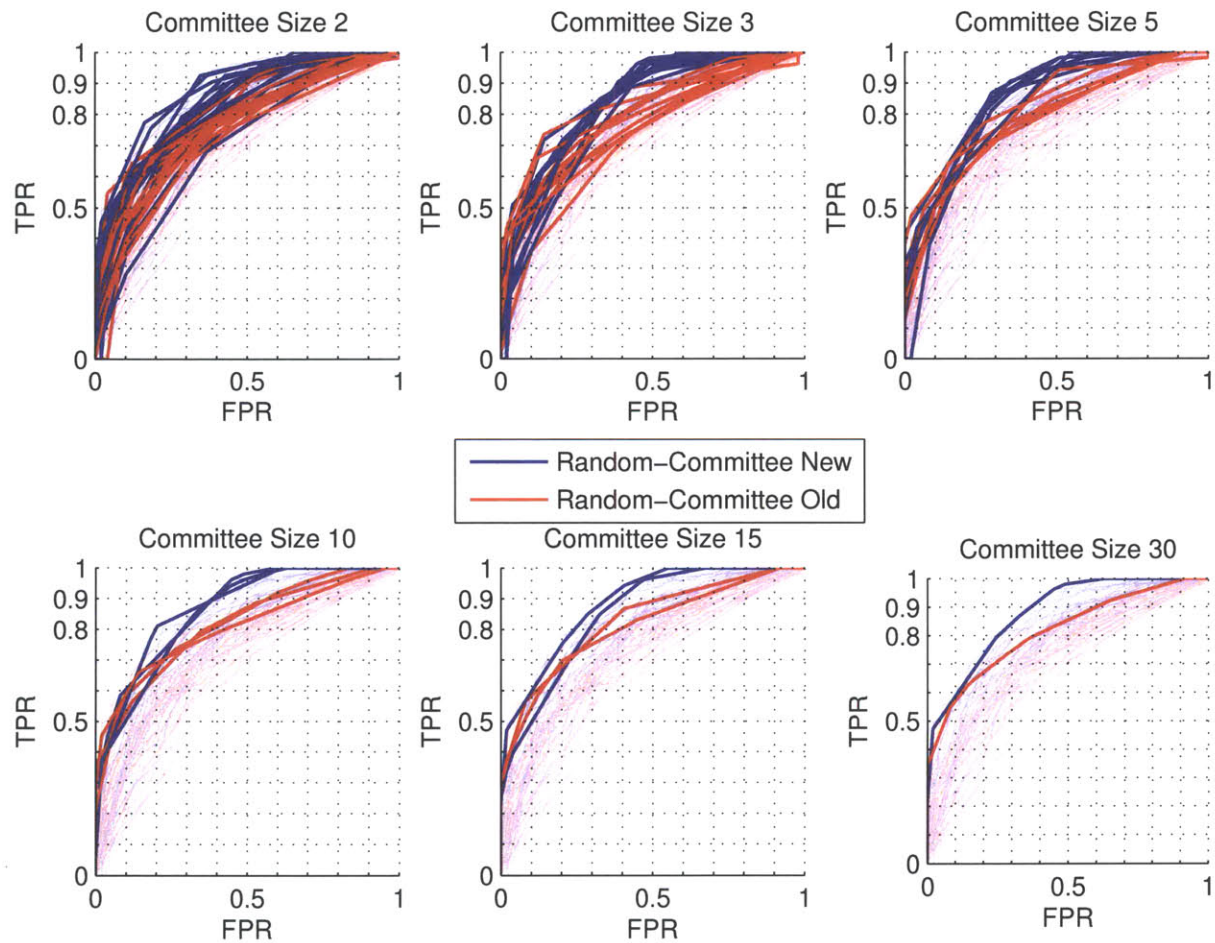 Committee Size 2
Committee Size 3
Committee Size 5
1
0.9
0.8
0.5
0
TPR
0 0.5 1
FPR
1
0.9
0.8
0.5
0
TPR
0 0.5 1
FPR
1
0.9
0.8
0.5
0
TPR
0 0.5 1
FPR
Random-Committee New
Random-Committee Old
Committee Size 10
Committee Size 15
Committee Size 30
1
0.9
0.8
0.5
0
TPR
0 0.5 1
FPR
1
0.9
0.8
0.5
0
TPR
0 0.5 1
FPR
1
0.9
0.8
0.5
0
TPR
0 0.5 1
FPR